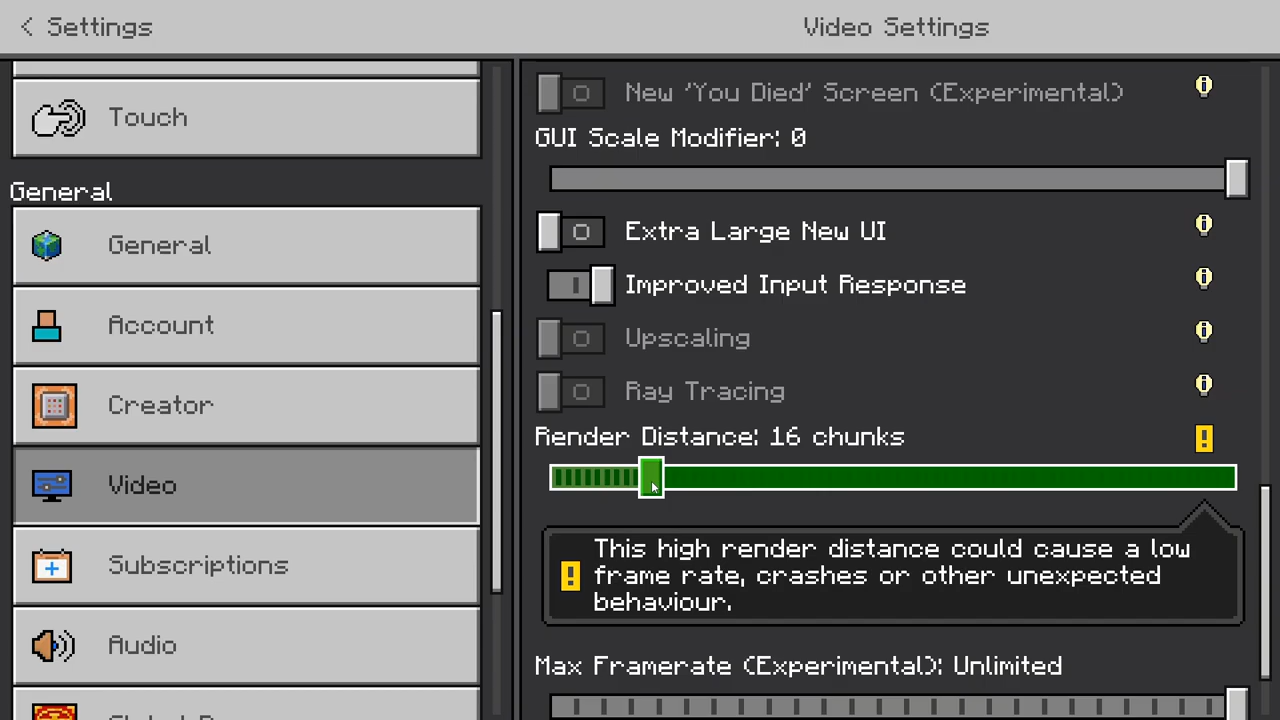 Settings
Video Settings
Touch
General
General
Account
Creator
Video
Subscriptions
Audio
New 'You Died' Screen (Experimental)
GUI Scale Modifier: 0
Extra Large New UI
Improved Input Response
Upscaling
Ray Tracing
Render Distance: 16 chunks
This high render distance could cause a low
frame rate, crashes or other unexpected
behaviour.
Max Framerate (Experimental): Unlimited